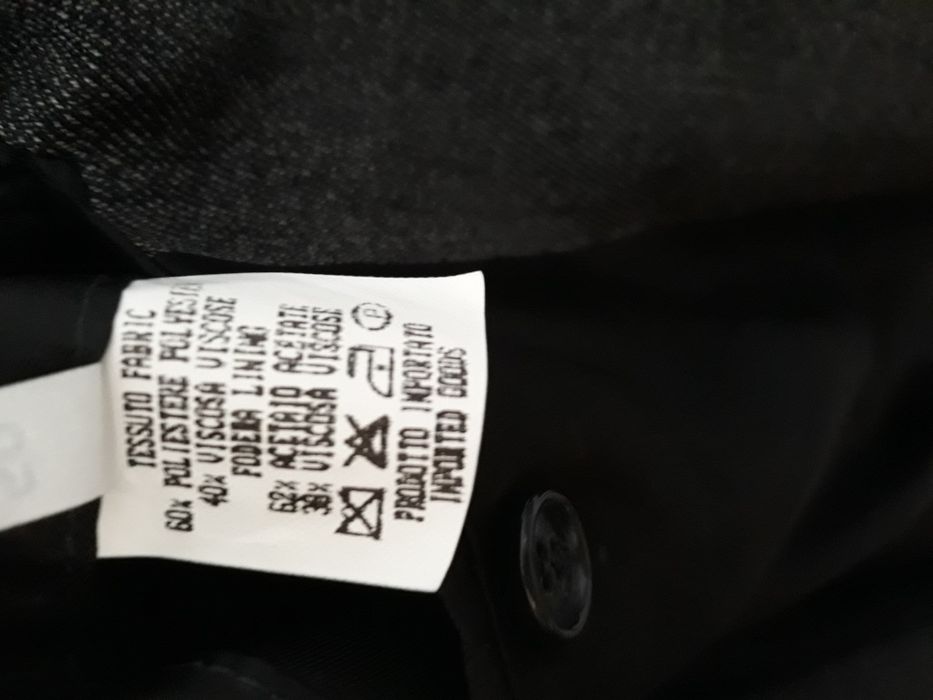 TESSUTO FABRIC
60% POLIESTERE POLYESTER
40% VISCOSA VISCOSE
FODERA LINING
62% ACETATO ACETATE
38% VISCOSA VISCOSE
P
PRODOTTO IMPORTATO
IMPORTED GOODS